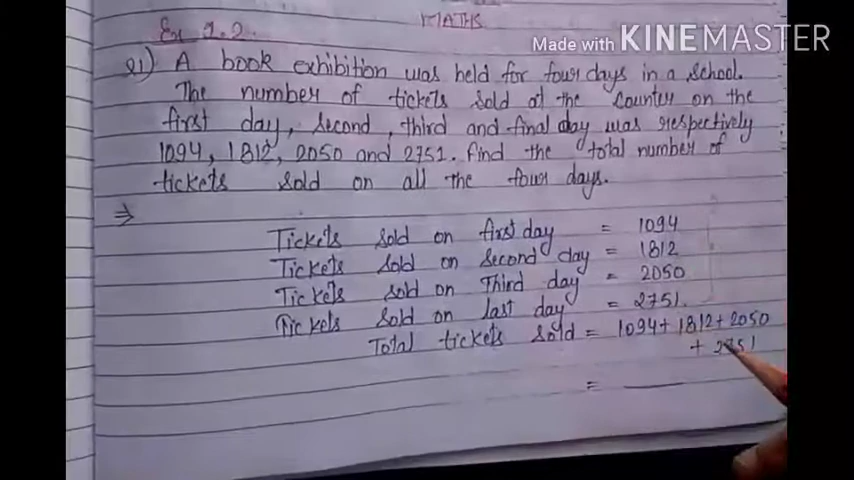 MATHS
Made with KINEMASTER
Ex 1.2.
Q1) A book exhibition was held for four days in a school.
The number of tickets sold at the counter on the
first day, second, third and final day was respectively
1094, 1812, 2050 and 2751. Find the total number of
tickets sold on all the four days.
⇒
Tickets sold on first day = 1094
Tickets sold on second day = 1812
Tickets sold on Third day = 2050
Tickets sold on last day = 2751.
Total tickets sold = 1094+ 1812+ 2050
+ 2751
=